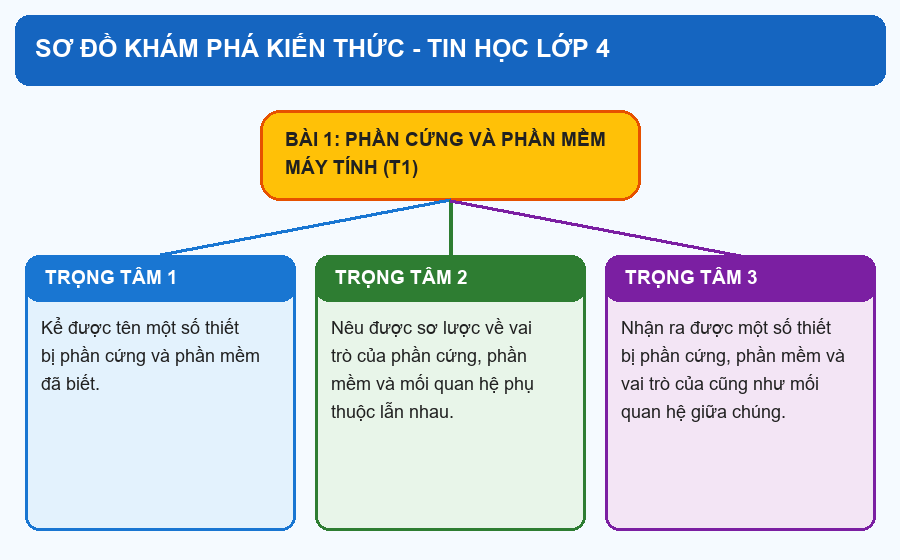 SƠ ĐỒ KHÁM PHÁ KIẾN THỨC - TIN HỌC LỚP 4
BÀI 1: PHẦN CỨNG VÀ PHẦN MỀM
MÁY TÍNH (T1)
TRỌNG TÂM 1
Kể được tên một số thiết
bị phần cứng và phần mềm
đã biết.
TRỌNG TÂM 2
Nêu được sơ lược về vai
trò của phần cứng, phần
mềm và mối quan hệ phụ
thuộc lẫn nhau.
TRỌNG TÂM 3
Nhận ra được một số thiết
bị phần cứng, phần mềm và
vai trò của cũng như mối
quan hệ giữa chúng.